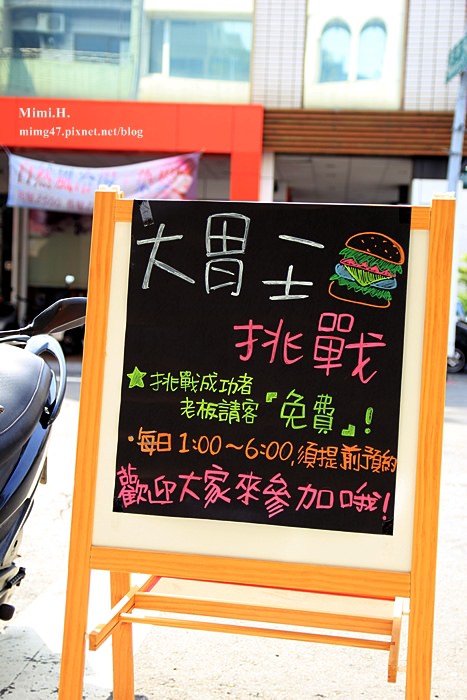 Mimi.H.
mimg47.pixnet.net/blog
大胃王
挑戰
挑戰成功者
老板請客『免費』!
·每日1:00~6:00,須提前預約
歡迎大家來參加哦!